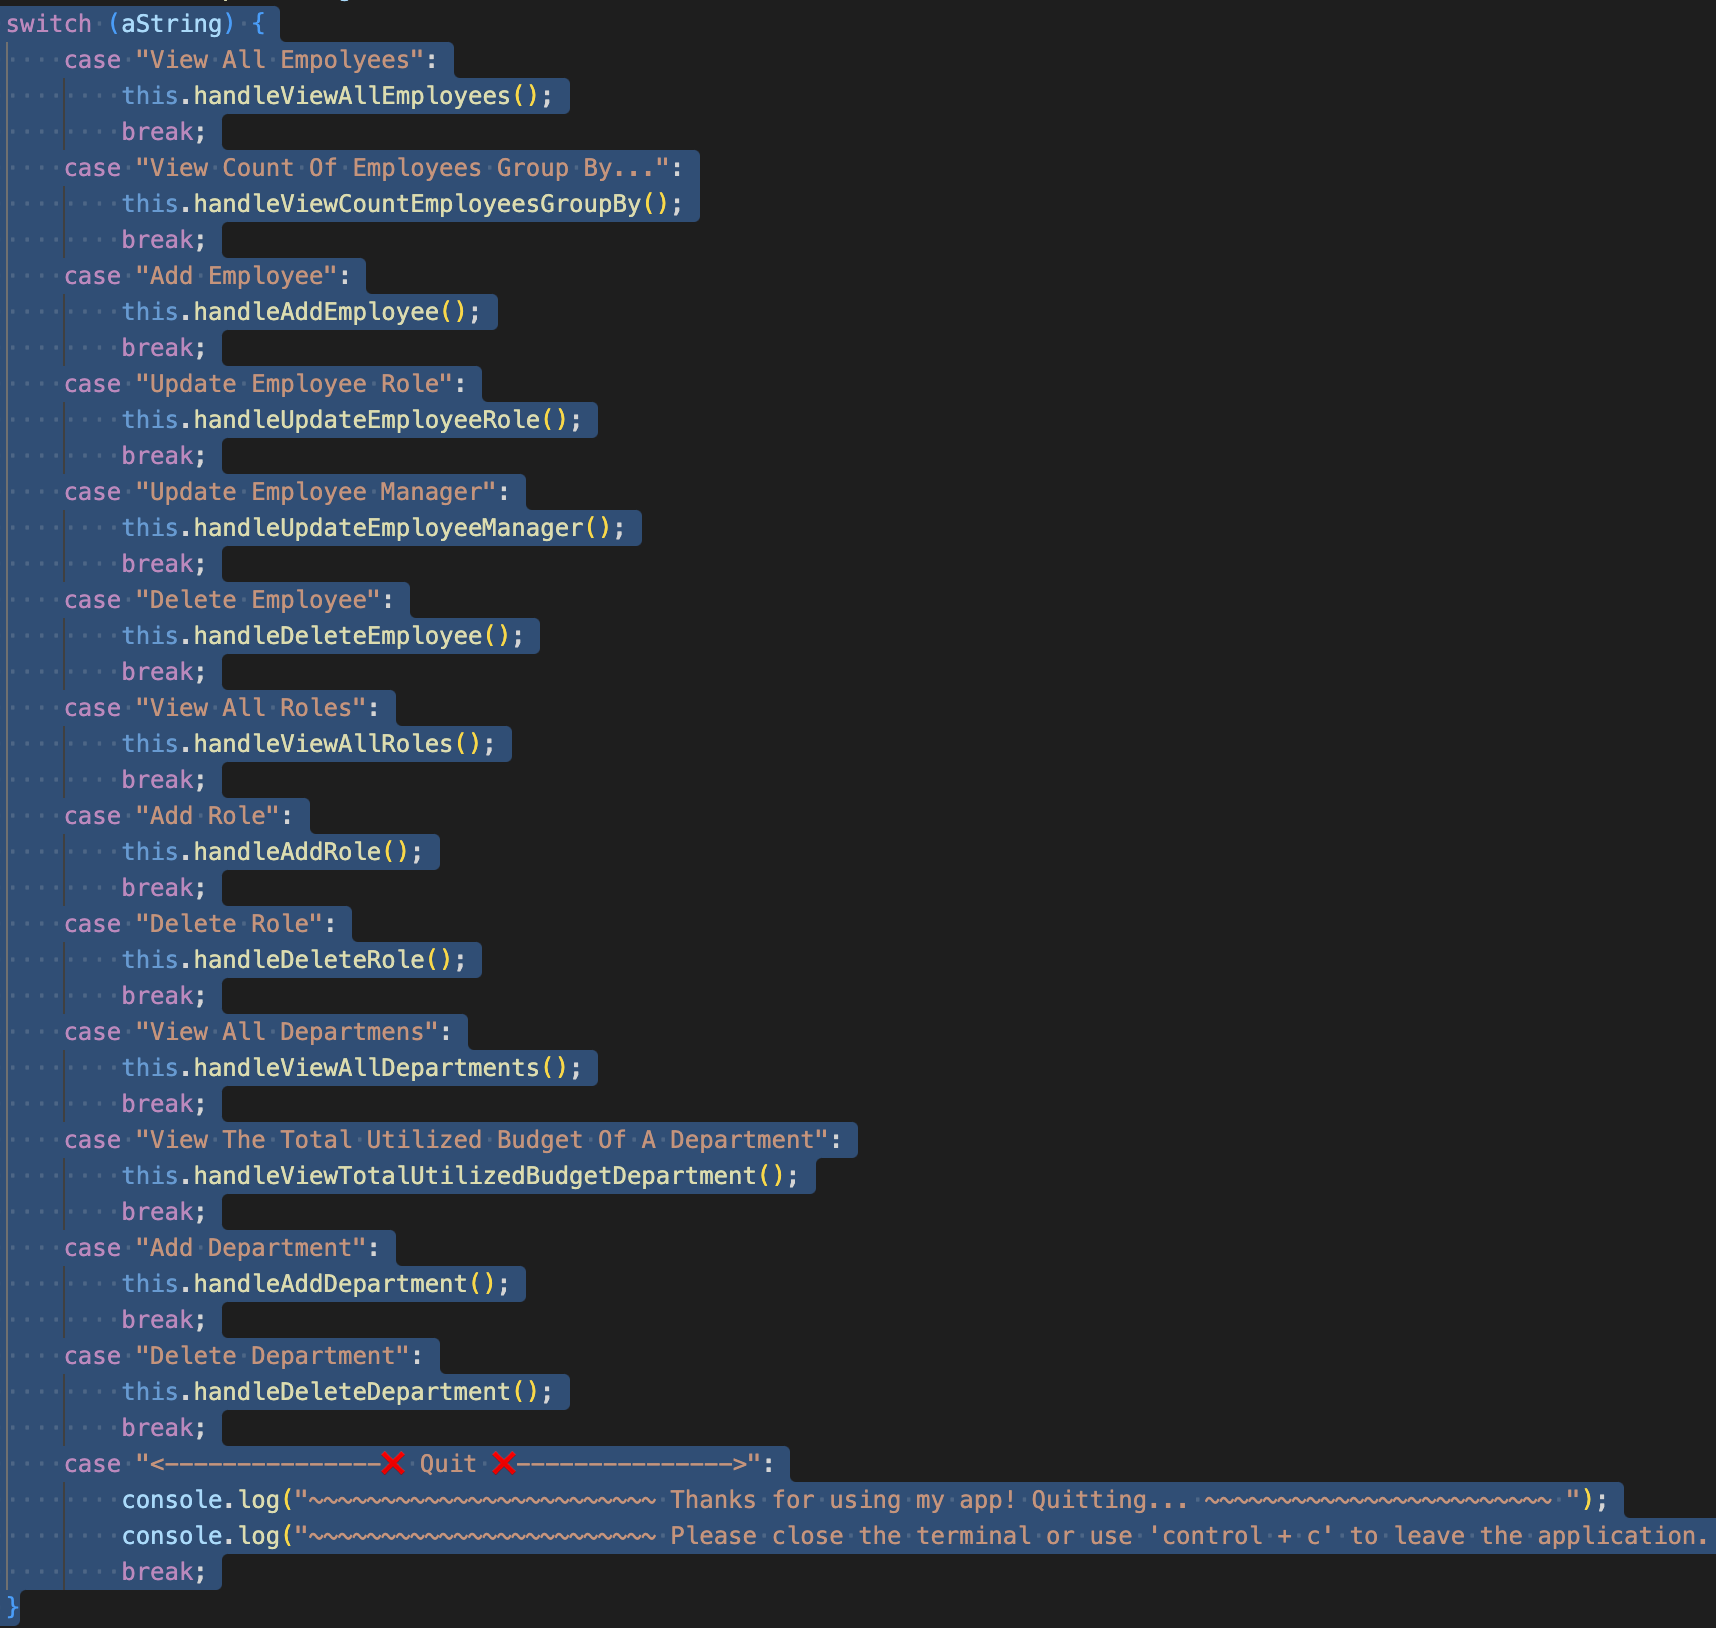 switch (aString) {
    case "View All Empolyees":
        this.handleViewAllEmployees();
        break;
    case "View Count Of Employees Group By...":
        this.handleViewCountEmployeesGroupBy();
        break;
    case "Add Employee":
        this.handleAddEmployee();
        break;
    case "Update Employee Role":
        this.handleUpdateEmployeeRole();
        break;
    case "Update Employee Manager":
        this.handleUpdateEmployeeManager();
        break;
    case "Delete Employee":
        this.handleDeleteEmployee();
        break;
    case "View All Roles":
        this.handleViewAllRoles();
        break;
    case "Add Role":
        this.handleAddRole();
        break;
    case "Delete Role":
        this.handleDeleteRole();
        break;
    case "View All Departmens":
        this.handleViewAllDepartments();
        break;
    case "View The Total Utilized Budget Of A Department":
        this.handleViewTotalUtilizedBudgetDepartment();
        break;
    case "Add Department":
        this.handleAddDepartment();
        break;
    case "Delete Department":
        this.handleDeleteDepartment();
        break;
    case "<---------------❌ Quit ❌--------------->":
        console.log("~~~~~~~~~~~~~~~~~~~~~~~~ Thanks for using my app! Quitting... ~~~~~~~~~~~~~~~~~~~~~~~~ ");
        console.log("~~~~~~~~~~~~~~~~~~~~~~~~ Please close the terminal or use 'control + c' to leave the application.
        break;
}